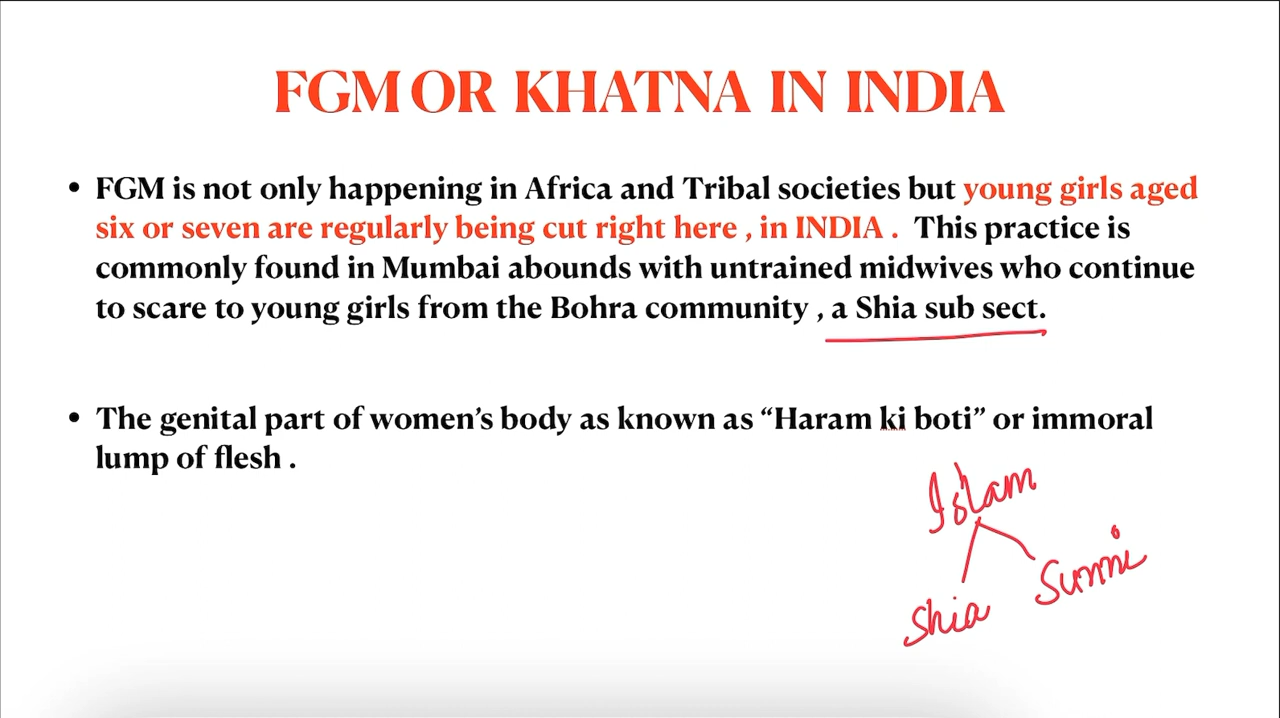 FGM OR KHATNA IN INDIA
• FGM is not only happening in Africa and Tribal societies but young girls aged
six or seven are regularly being cut right here , in INDIA . This practice is
commonly found in Mumbai abounds with untrained midwives who continue
to scare to young girls from the Bohra community , a Shia sub sect.
• The genital part of women's body as known as “Haram ki boti” or immoral
lump of flesh .
Islam
Shia Sunni